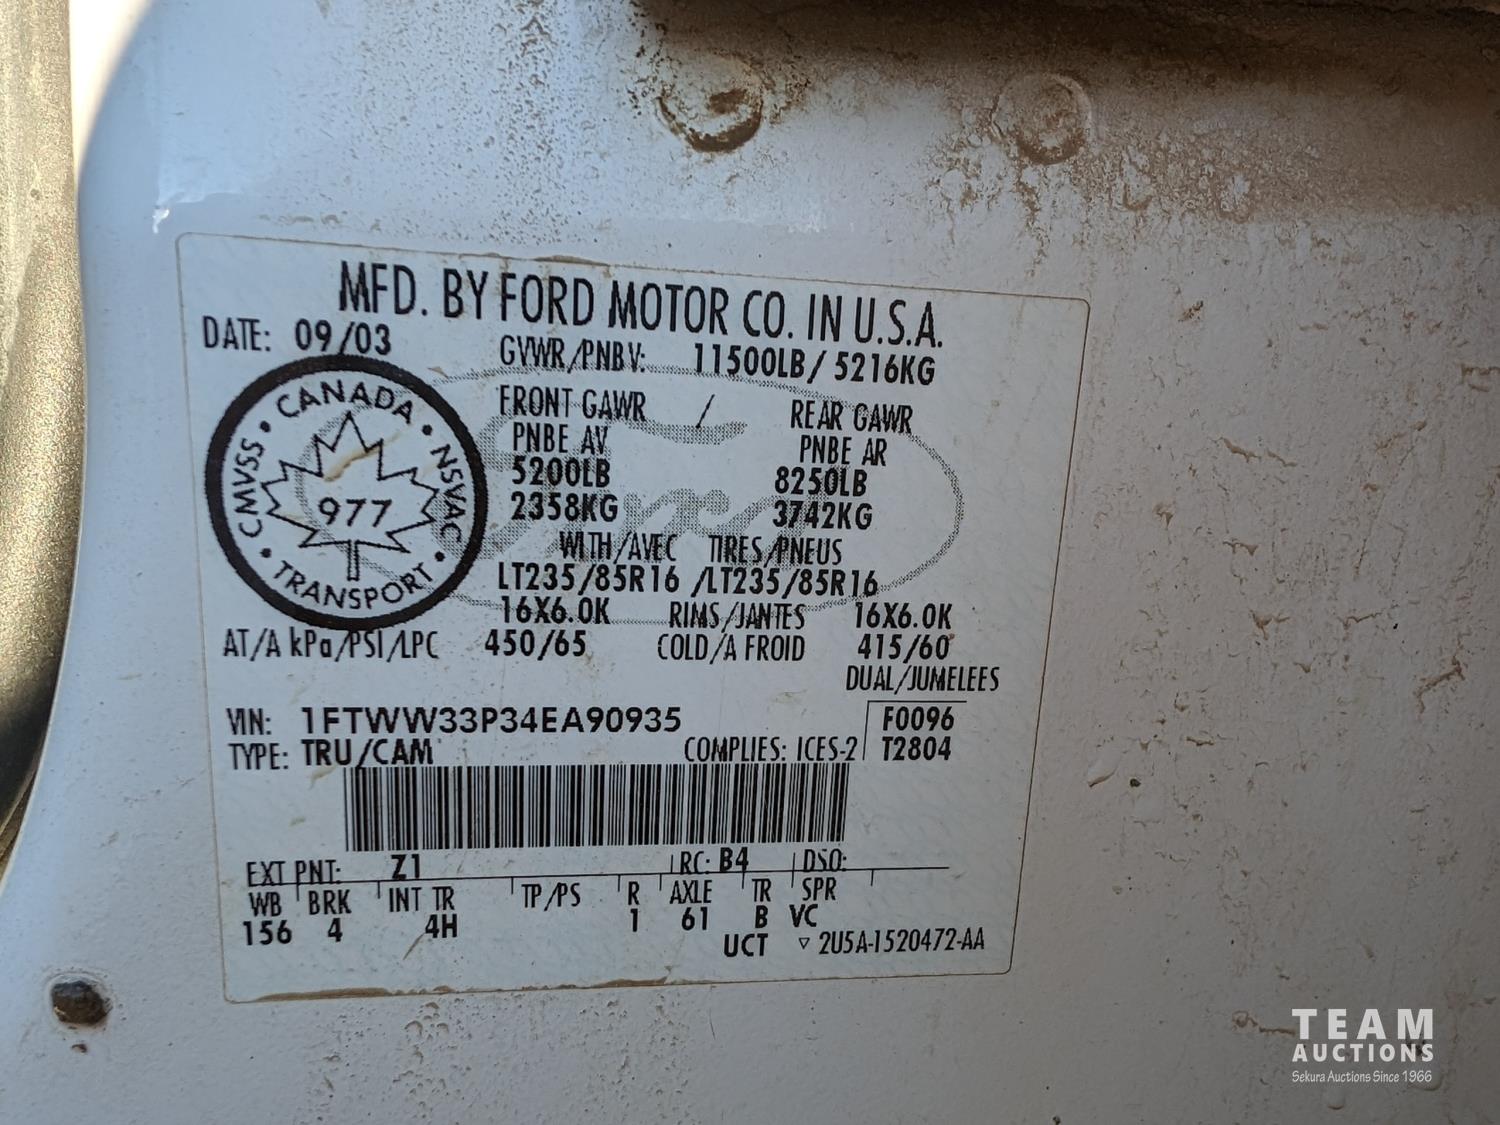 MFD. BY FORD MOTOR CO. IN U.S.A.
DATE: 09/03
GVWR/PNBV: 11500LB/ 5216KG
FRONT GAWR / REAR GAWR
PNBE AV PNBE AR
5200LB 8250LB
2358KG 3742KG
WITH/AVEC TIRES/PNEUS
LT235/85R16 /LT235/85R16
16X6.0K RIMS/JANTES 16X6.0K
AT/A kPa/PSI/LPC 450/65 COLD/A FROID 415/60
DUAL/JUMELEES
CANADA
CMVSS • NSVAC
977
TRANSPORT
Ford
VIN: 1FTWW33P34EA90935 F0096
TYPE: TRU/CAM COMPLIES: ICES-2 T2804
EXT PNT: Z1 RC: B4 DSO:
WB BRK INT TR TP/PS R AXLE TR SPR
156 4 4H 1 61 B VC
UCT ▽ 2U5A-1520472-AA
TEAM
AUCTIONS
Sekura Auctions Since 1966